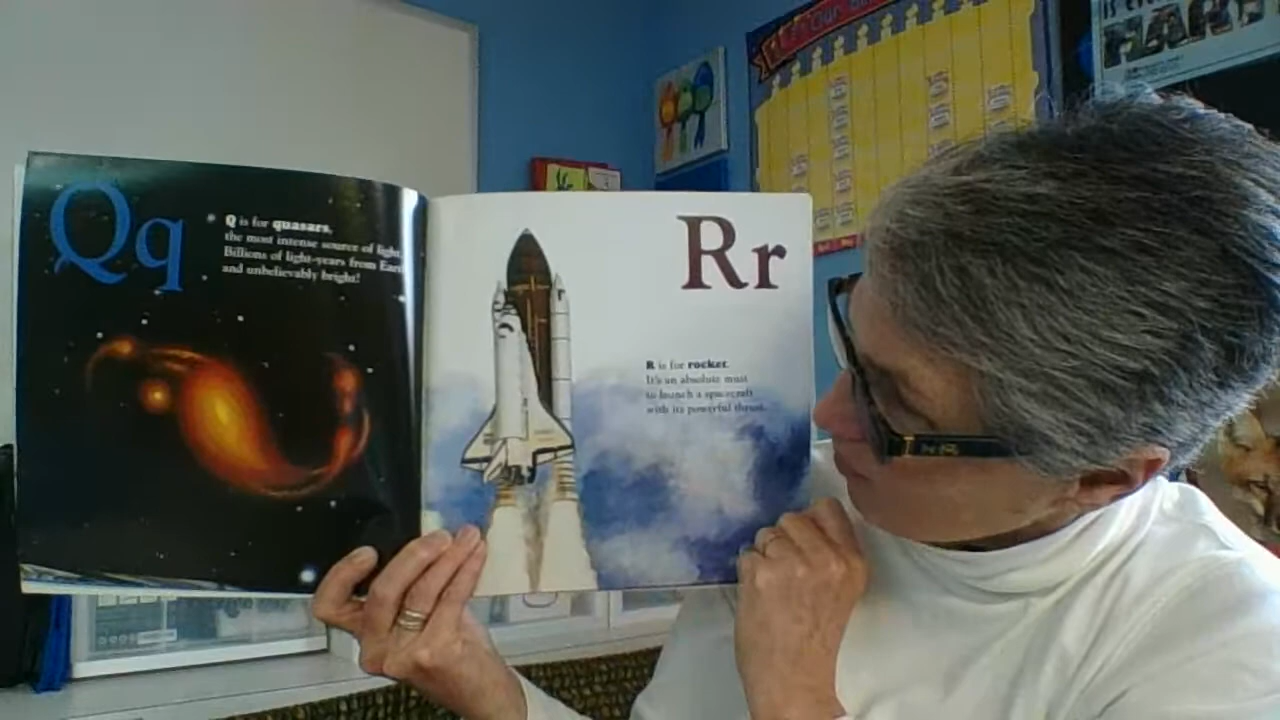 Qq
Q is for quasars,
the most intense source of light.
Billions of light-years from
and unbelievably bright!
Rr
R is for rocket.
It's an absolute must
to launch a spacecraft
with its powerful thrust.